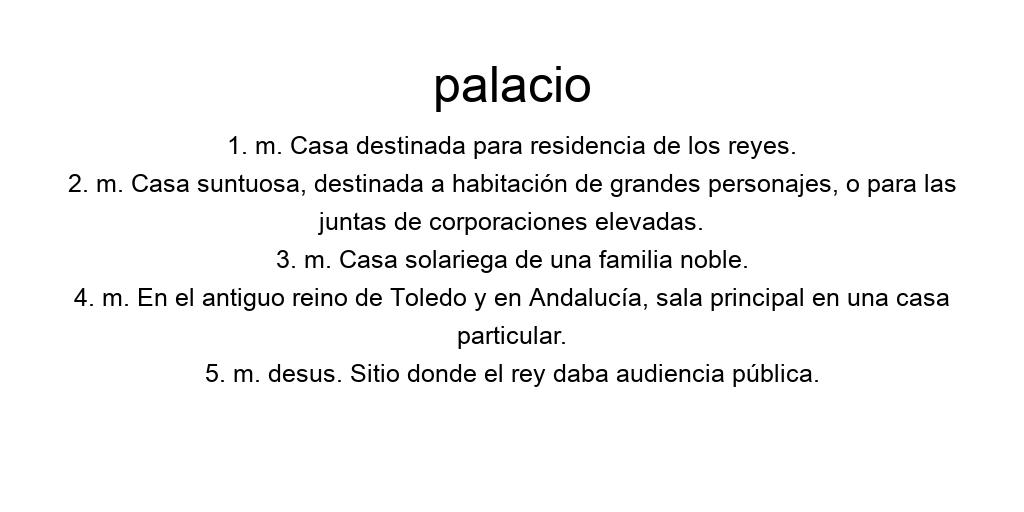 palacio
1. m. Casa destinada para residencia de los reyes.
2. m. Casa suntuosa, destinada a habitación de grandes personajes, o para las
juntas de corporaciones elevadas.
3. m. Casa solariega de una familia noble.
4. m. En el antiguo reino de Toledo y en Andalucía, sala principal en una casa
particular.
5. m. desus. Sitio donde el rey daba audiencia pública.